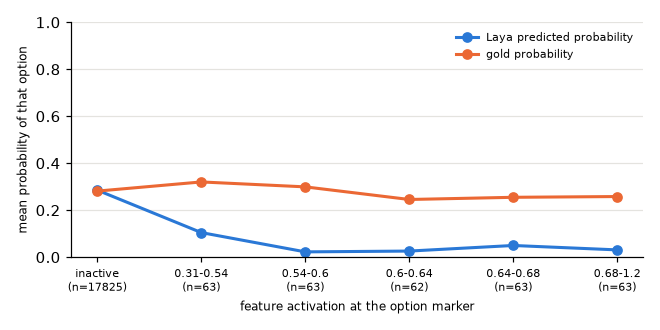 1.0
0.8
0.6
0.4
0.2
0.0
mean probability of that option
Laya predicted probability
gold probability
inactive
(n=17825)
0.31-0.54
(n=63)
0.54-0.6
(n=63)
0.6-0.64
(n=62)
0.64-0.68
(n=63)
0.68-1.2
(n=63)
feature activation at the option marker